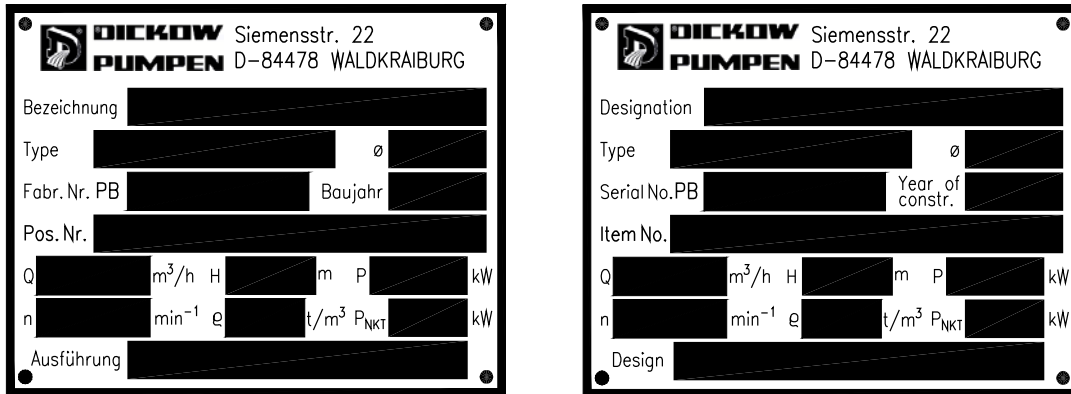 DICKOW Siemensstr. 22
PUMPEN D-84478 WALDKRAIBURG
Bezeichnung
Type ø
Fabr. Nr. PB Baujahr
Pos. Nr.
Q m³/h H m P kW
n min⁻¹ ϱ t/m³ P_NKT kW
Ausführung
DICKOW Siemensstr. 22
PUMPEN D-84478 WALDKRAIBURG
Designation
Type ø
Serial No.PB Year of
constr.
Item No.
Q m³/h H m P kW
n min⁻¹ ϱ t/m³ P_NKT kW
Design